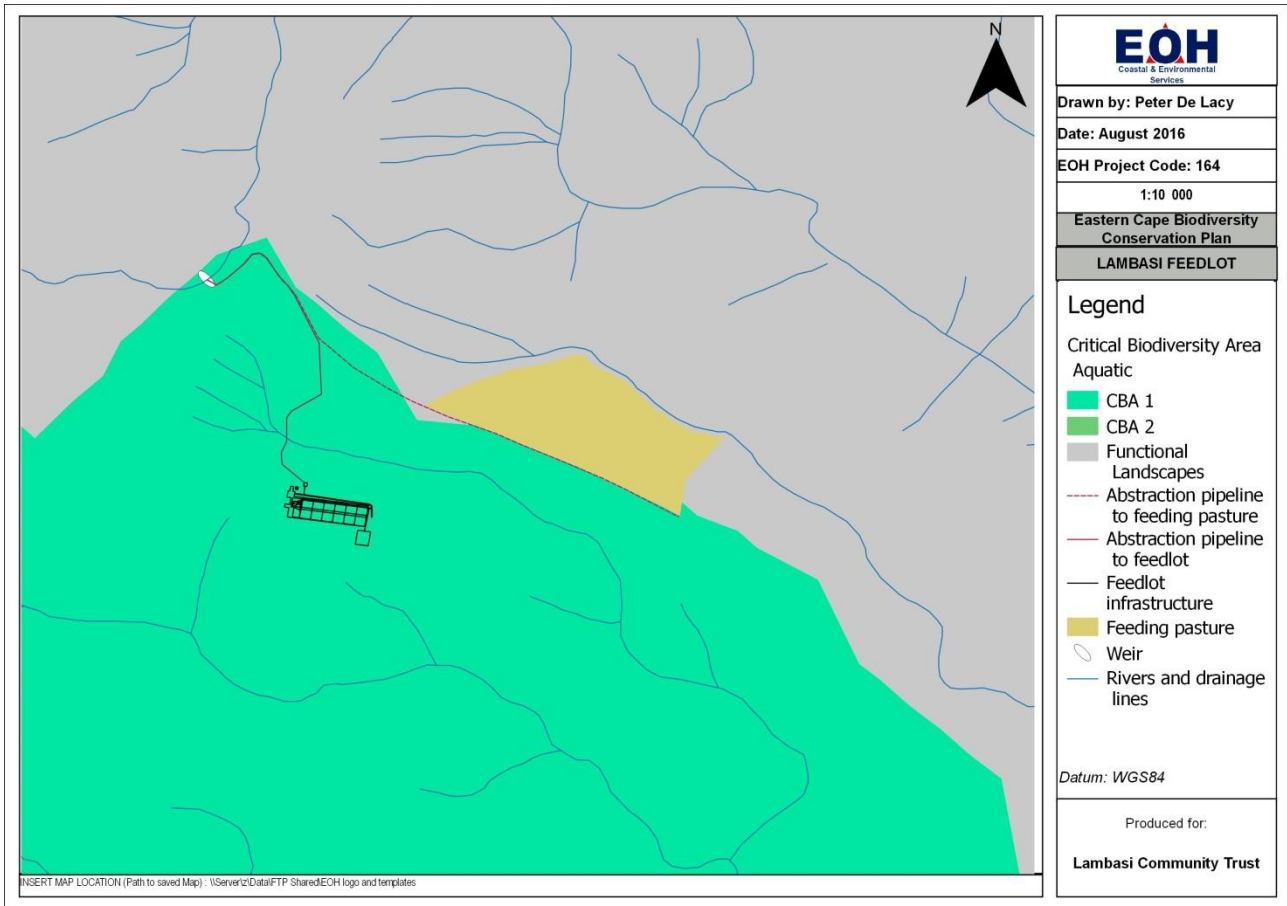 N
INSERT MAP LOCATION (Path to saved Map) : \\Server\z\Data\FTP Shared\EOH logo and templates
EOH
Coastal & Environmental
Services
Drawn by: Peter De Lacy
Date: August 2016
EOH Project Code: 164
1:10 000
Eastern Cape Biodiversity
Conservation Plan
LAMBASI FEEDLOT
Legend
Critical Biodiversity Area
Aquatic
CBA 1
CBA 2
Functional
Landscapes
Abstraction pipeline
to feeding pasture
Abstraction pipeline
to feedlot
Feedlot
infrastructure
Feeding pasture
Weir
Rivers and drainage
lines
Datum: WGS84
Produced for:
Lambasi Community Trust